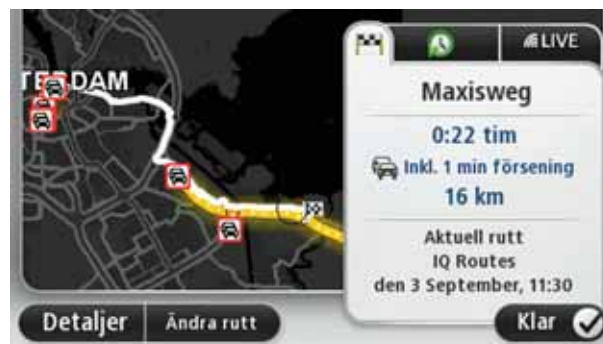 LIVE
TERDAM
Maxisweg
0:22 tim
Inkl. 1 min försening
16 km
Aktuell rutt
IQ Routes
den 3 September, 11:30
Detaljer
Ändra rutt
Klar